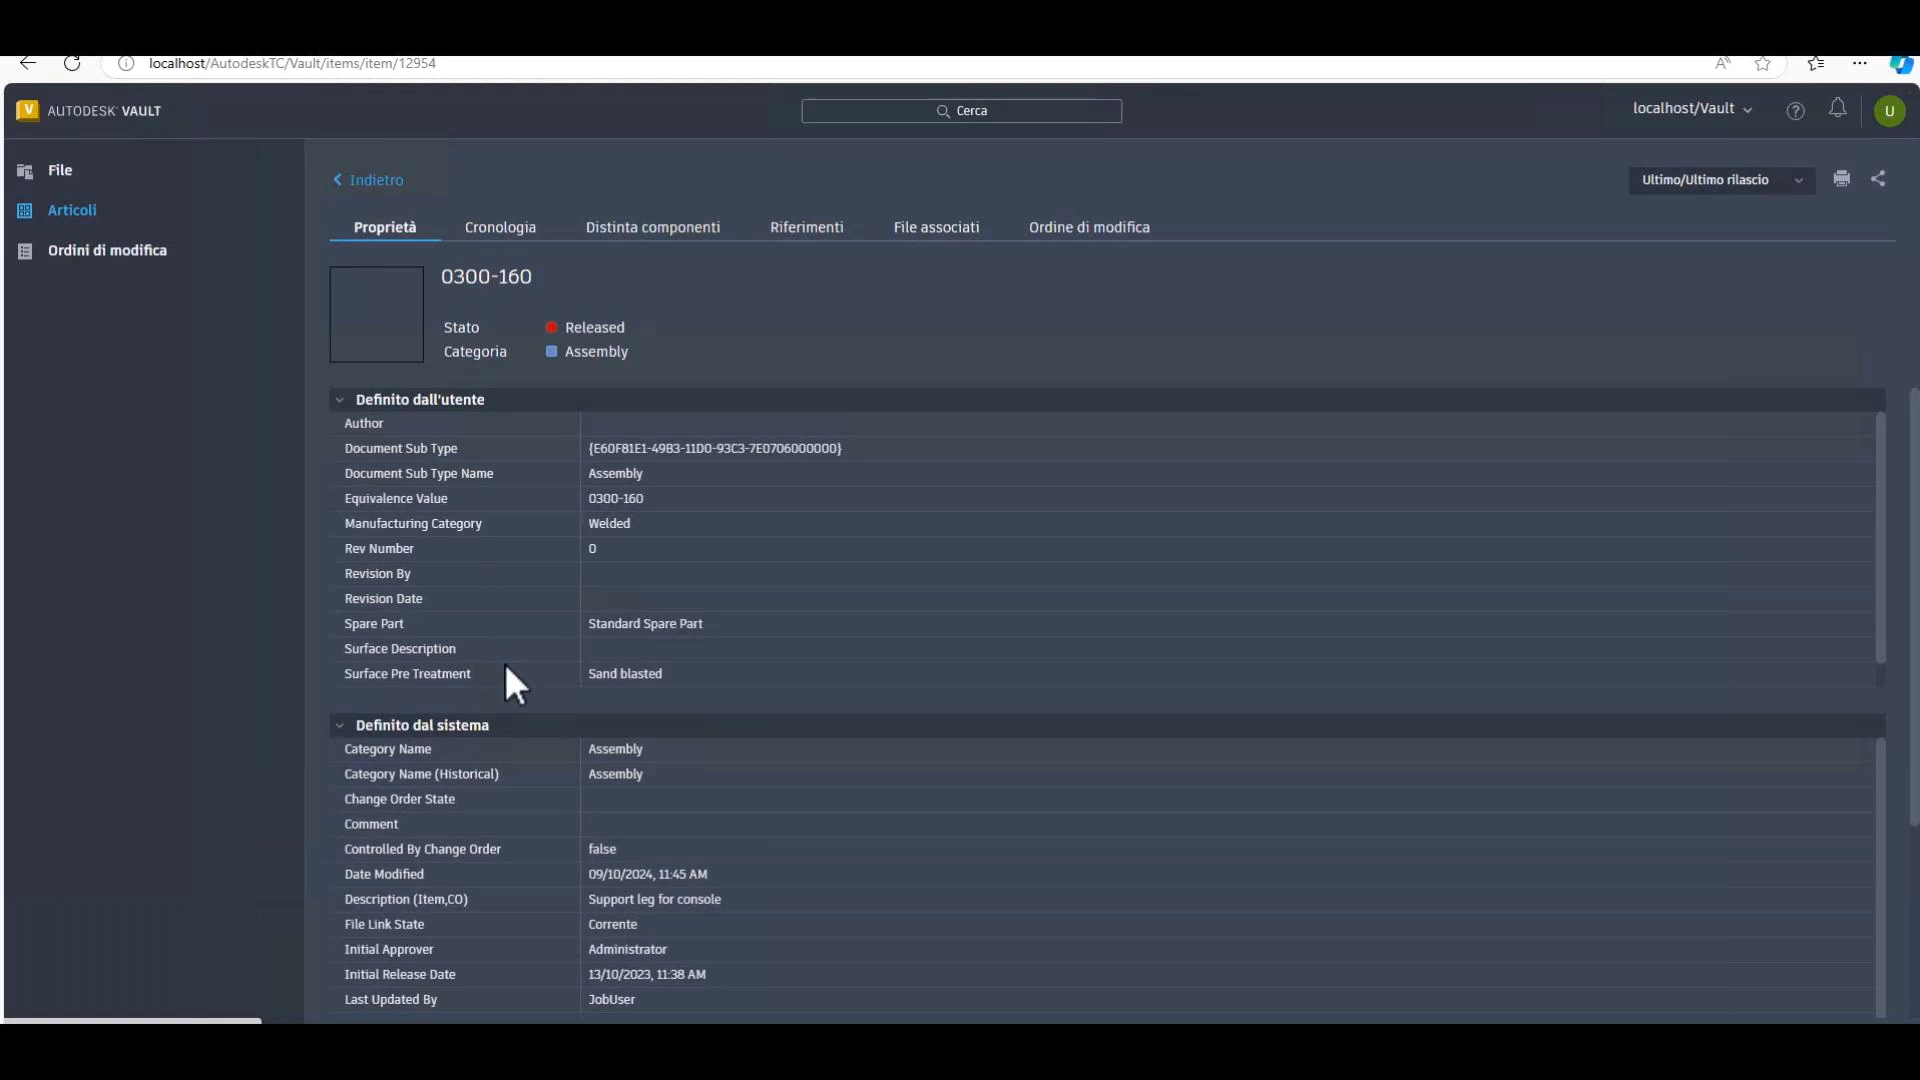 localhost/AutodeskTC/Vault/items/item/12954
AUTODESK VAULT
Cerca
localhost/Vault
U
File
Articoli
Ordini di modifica
Indietro
Ultimo/Ultimo rilascio
Proprietà Cronologia Distinta componenti Riferimenti File associati Ordine di modifica
0300-160
Stato Released
Categoria Assembly
Definito dall'utente
Author
Document Sub Type {E60F81E1-49B3-11D0-93C3-7E0706000000}
Document Sub Type Name Assembly
Equivalence Value 0300-160
Manufacturing Category Welded
Rev Number 0
Revision By
Revision Date
Spare Part Standard Spare Part
Surface Description
Surface Pre Treatment Sand blasted
Definito dal sistema
Category Name Assembly
Category Name (Historical) Assembly
Change Order State
Comment
Controlled By Change Order false
Date Modified 09/10/2024, 11:45 AM
Description (Item,CO) Support leg for console
File Link State Corrente
Initial Approver Administrator
Initial Release Date 13/10/2023, 11:38 AM
Last Updated By JobUser